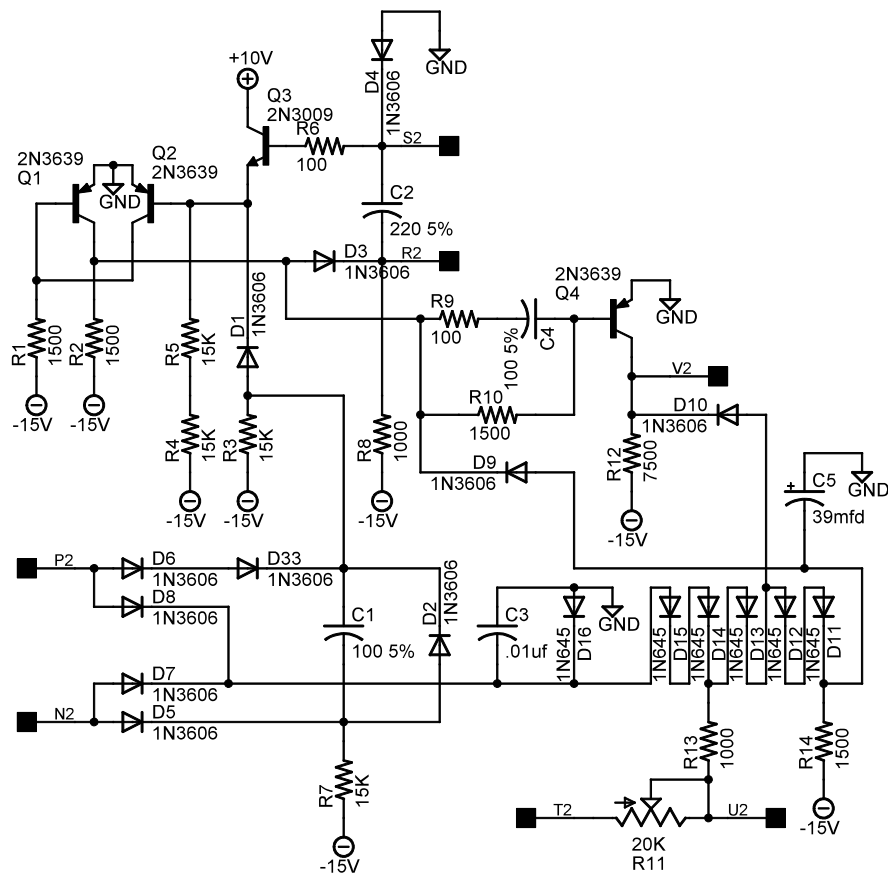 GND
D4
1N3606
+10V
Q3
2N3009
R6
100
S2
2N3639
Q1
Q2
2N3639
GND
C2
220 5%
D3
1N3606
R2
D1
1N3606
R1
1500
R2
1500
R5
15K
-15V
-15V
R4
15K
R3
15K
R8
1000
-15V
-15V
-15V
R9
100
C4
100 5%
2N3639
Q4
GND
V2
R10
1500
D10
1N3606
D9
1N3606
R12
7500
-15V
+
C5
39mfd
GND
P2
D6
1N3606
D33
1N3606
D8
1N3606
C1
100 5%
D2
1N3606
C3
.01uf
1N645
D16
GND
1N645
D15
1N645
D14
1N645
D13
1N645
D12
1N645
D11
D7
1N3606
N2
D5
1N3606
R7
15K
-15V
R13
1000
R14
1500
-15V
T2
U2
20K
R11